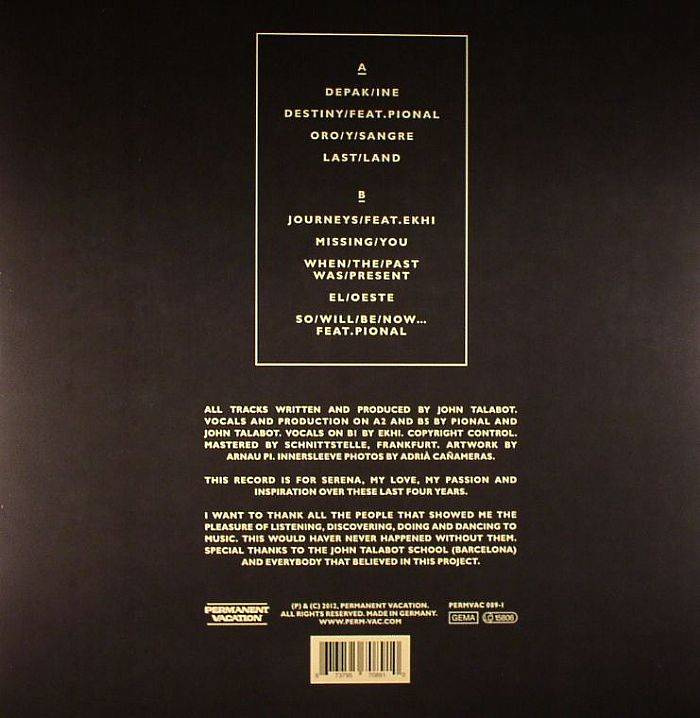 A
DEPAK/INE
DESTINY/FEAT.PIONAL
ORO/Y/SANGRE
LAST/LAND
B
JOURNEYS/FEAT.EKHI
MISSING/YOU
WHEN/THE/PAST
WAS/PRESENT
EL/OESTE
SO/WILL/BE/NOW...
FEAT.PIONAL
ALL TRACKS WRITTEN AND PRODUCED BY JOHN TALABOT.
VOCALS AND PRODUCTION ON A2 AND B5 BY PIONAL AND
JOHN TALABOT. VOCALS ON B1 BY EKHI. COPYRIGHT CONTROL.
MASTERED BY SCHNITTSTELLE, FRANKFURT. ARTWORK BY
ARNAU PI. INNERSLEEVE PHOTOS BY ADRIÀ CAÑAMERAS.
THIS RECORD IS FOR SERENA, MY LOVE, MY PASSION AND
INSPIRATION OVER THESE LAST FOUR YEARS.
I WANT TO THANK ALL THE PEOPLE THAT SHOWED ME THE
PLEASURE OF LISTENING, DISCOVERING, DOING AND DANCING TO
MUSIC. THIS WOULD HAVER NEVER HAPPENED WITHOUT THEM.
SPECIAL THANKS TO THE JOHN TALABOT SCHOOL (BARCELONA)
AND EVERYBODY THAT BELIEVED IN THIS PROJECT.
PERMANENT
VACATION
(P) & (C) 2012, PERMANENT VACATION.
ALL RIGHTS RESERVED. MADE IN GERMANY.
WWW.PERM-VAC.COM
PERMVAC 089-1
GEMA LC 15806